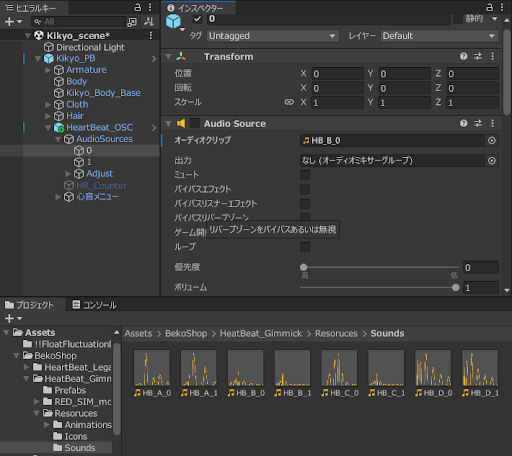 ヒエラルキー
All
Kikyo_scene*
Directional Light
Kikyo_PB
Armature
Body
Kikyo_Body_Base
Cloth
Hair
HeartBeat_OSC
AudioSources
0
1
Adjust
HR_Counter
心音メニュー
インスペクター
0
静的
タグ Untagged レイヤー Default
Transform
位置 X 0 Y 0 Z 0
回転 X 0 Y 0 Z 0
スケール X 1 Y 1 Z 1
Audio Source
オーディオクリップ HB_B_0
出力 なし (オーディオミキサーグループ)
ミュート
バイパスエフェクト
バイパスリスナーエフェクト
バイパスリバーブゾーン
ゲーム開
リバーブゾーンをバイパスあるいは無視
ループ
優先度 0
高 低
ボリューム 1
プロジェクト コンソール
Assets
!!FloatFluctuation
BekoShop
HeartBeat_Lega
HeatBeat_Gimm
Prefabs
RED_SIM_mc
Resoruces
Animations
Icons
Sounds
Assets > BekoShop > HeatBeat_Gimmick > Resoruces > Sounds
HB_A_0 HB_A_1 HB_B_0 HB_B_1 HB_C_0 HB_C_1 HB_D_0 HB_D_1